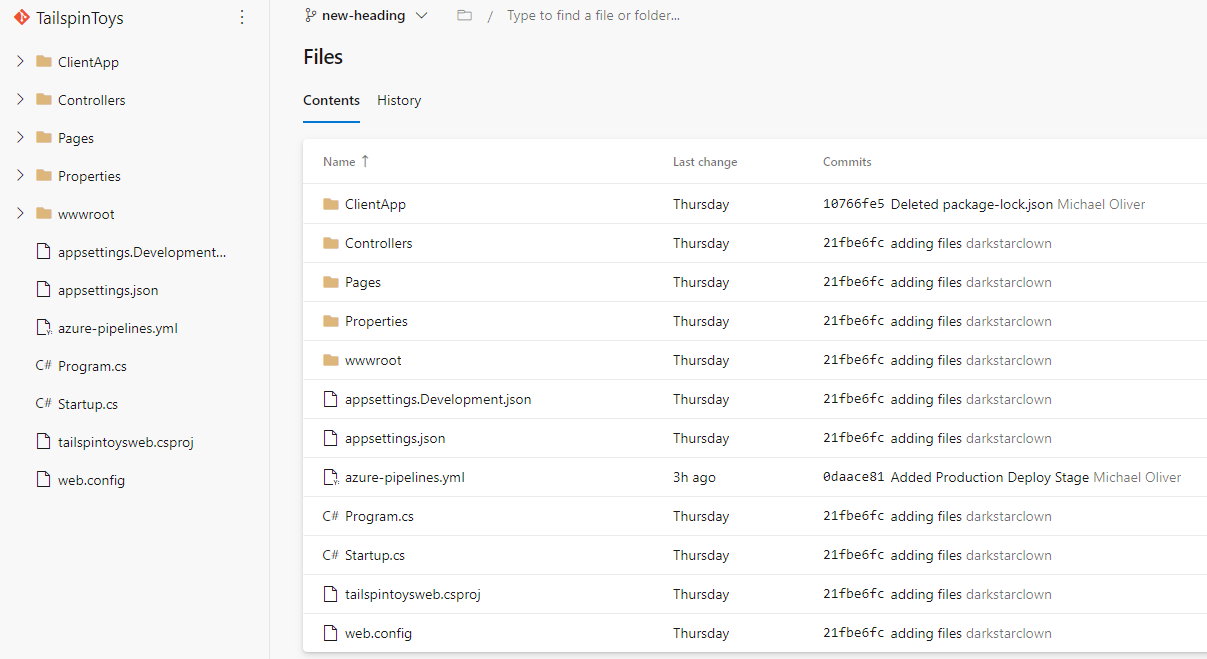 TailspinToys
ClientApp
Controllers
Pages
Properties
wwwroot
appsettings.Development...
appsettings.json
azure-pipelines.yml
C# Program.cs
C# Startup.cs
tailspintoysweb.csproj
web.config
new-heading / Type to find a file or folder...
Files
Contents History
Name ↑ Last change Commits
ClientApp Thursday 10766fe5 Deleted package-lock.json Michael Oliver
Controllers Thursday 21fbe6fc adding files darkstarclown
Pages Thursday 21fbe6fc adding files darkstarclown
Properties Thursday 21fbe6fc adding files darkstarclown
wwwroot Thursday 21fbe6fc adding files darkstarclown
appsettings.Development.json Thursday 21fbe6fc adding files darkstarclown
appsettings.json Thursday 21fbe6fc adding files darkstarclown
azure-pipelines.yml 3h ago 0daace81 Added Production Deploy Stage Michael Oliver
C# Program.cs Thursday 21fbe6fc adding files darkstarclown
C# Startup.cs Thursday 21fbe6fc adding files darkstarclown
tailspintoysweb.csproj Thursday 21fbe6fc adding files darkstarclown
web.config Thursday 21fbe6fc adding files darkstarclown